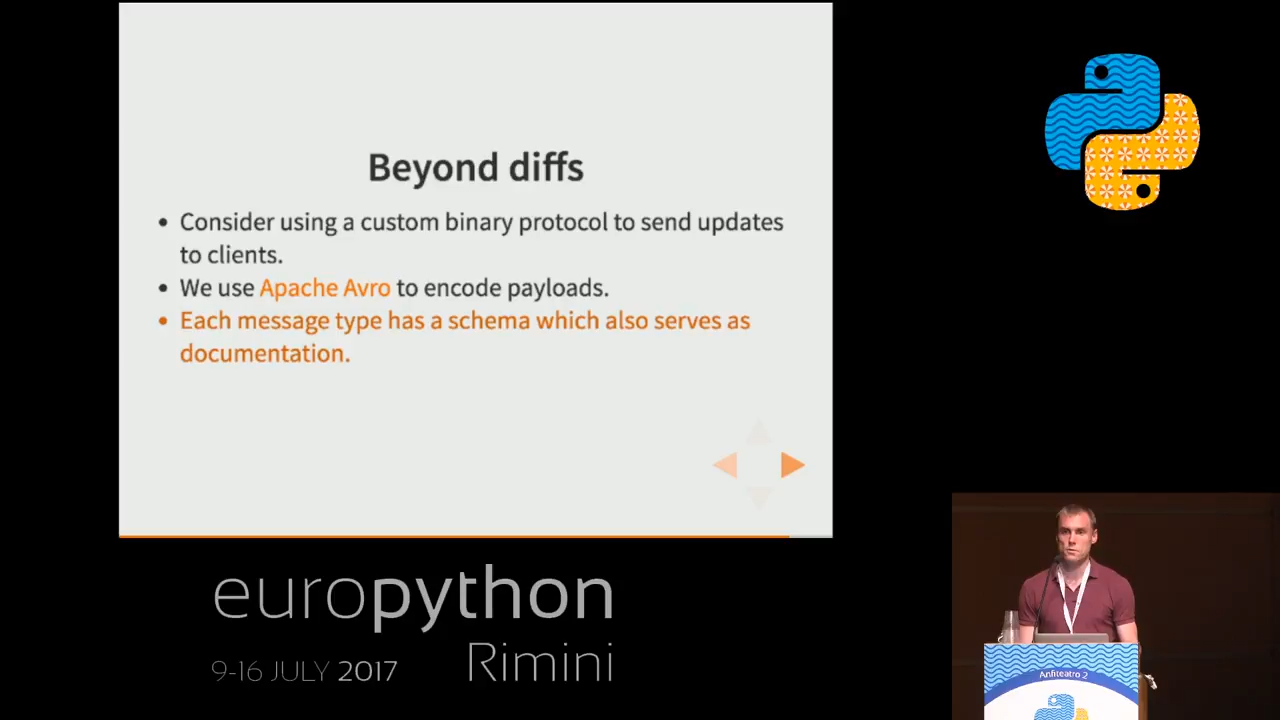 Beyond diffs
• Consider using a custom binary protocol to send updates
to clients.
• We use Apache Avro to encode payloads.
• Each message type has a schema which also serves as
documentation.
europython
9-16 JULY 2017 Rimini
Anfiteatro 2